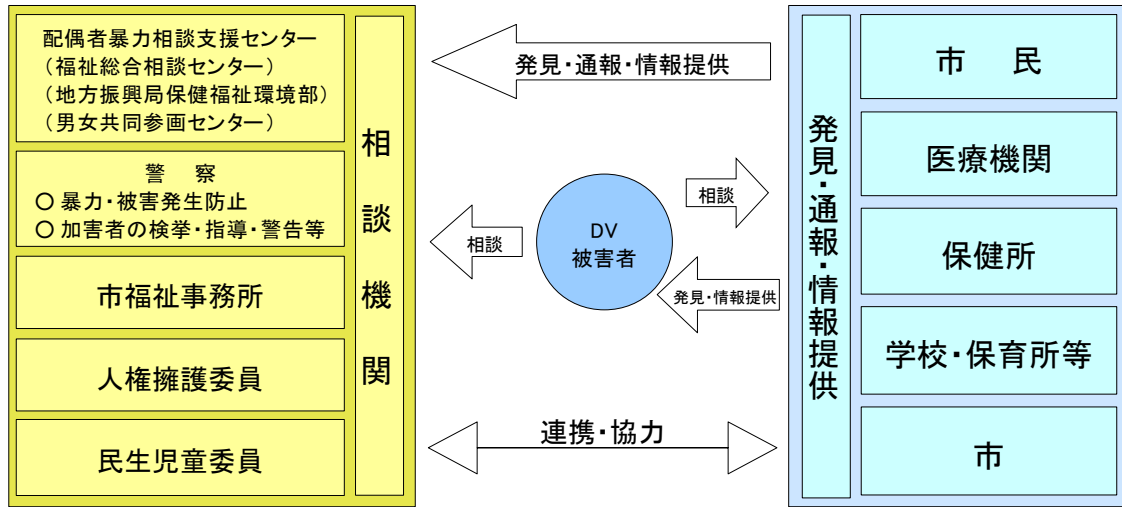 配偶者暴力相談支援センター
（福祉総合相談センター）
（地方振興局保健福祉環境部）
（男女共同参画センター）
警　察
○ 暴力・被害発生防止
○ 加害者の検挙・指導・警告等
市福祉事務所
人権擁護委員
民生児童委員
相談機関
発見・通報・情報提供
相談
DV
被害者
相談
発見・情報提供
連携・協力
発見・通報・情報提供
市　民
医療機関
保健所
学校・保育所等
市